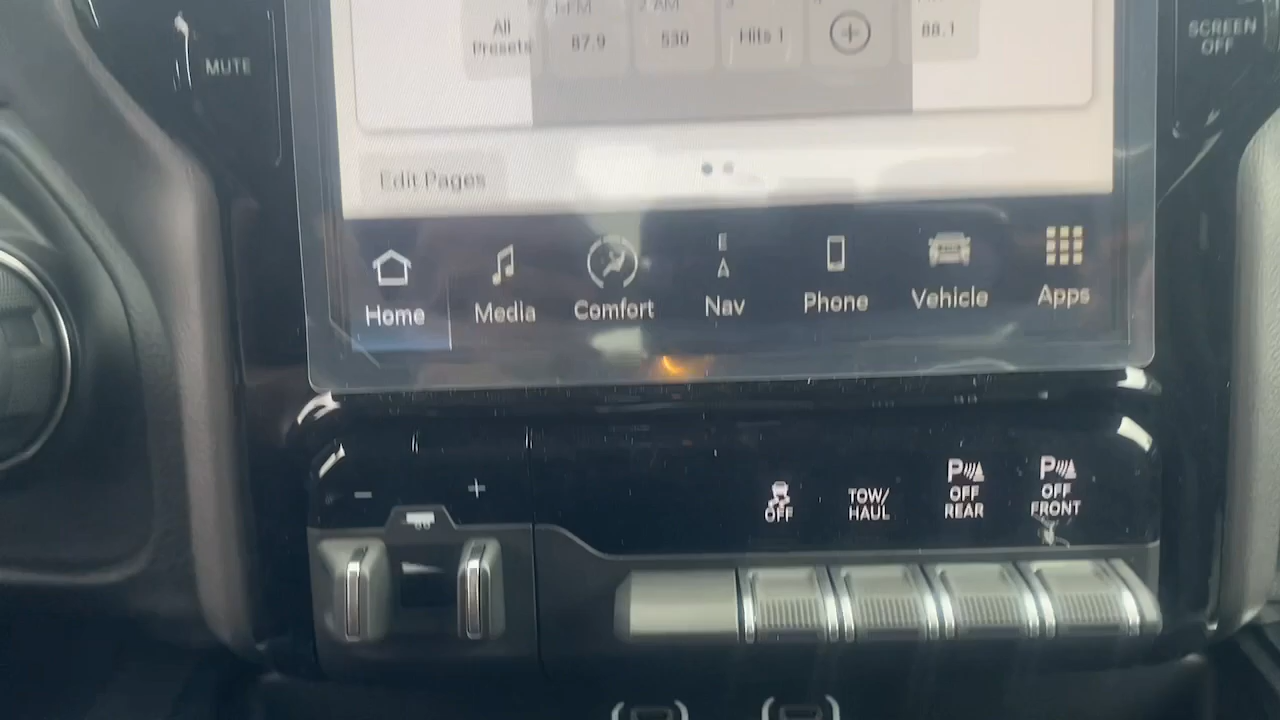 MUTE
SCREEN
OFF
All
Presets
87.9
2 AM
530
Hits 1
88.1
Edit Pages
Home
Media
Comfort
Nav
Phone
Vehicle
Apps
− +
OFF
TOW/
HAUL
P
OFF
REAR
P
OFF
FRONT